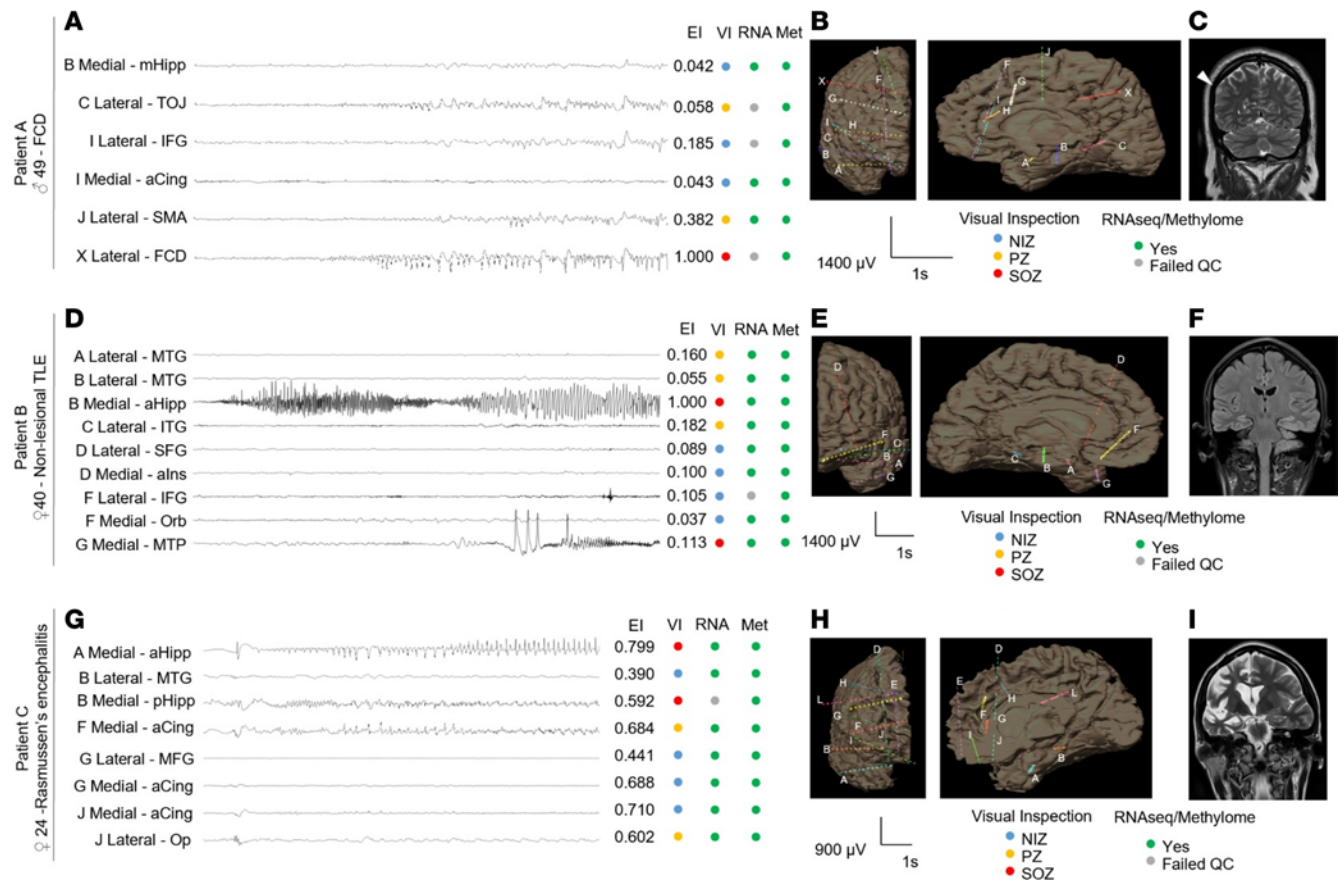 A
EI VI RNA Met
Patient A
♂ 49 - FCD
B Medial - mHipp 0.042
C Lateral - TOJ 0.058
I Lateral - IFG 0.185
I Medial - aCing 0.043
J Lateral - SMA 0.382
X Lateral - FCD 1.000
B
J
F
X
G
I
H
C
B
A
J
F
G
X
I
H
B
A
C
C
1400 µV
1s
Visual Inspection
NIZ
PZ
SOZ
RNAseq/Methylome
Yes
Failed QC
D
EI VI RNA Met
Patient B
♀40 - Non-lesional TLE
A Lateral - MTG 0.160
B Lateral - MTG 0.055
B Medial - aHipp 1.000
C Lateral - ITG 0.182
D Lateral - SFG 0.089
D Medial - aIns 0.100
F Lateral - IFG 0.105
F Medial - Orb 0.037
G Medial - MTP 0.113
E
D
F
C
B
A
G
D
F
C
B
A
G
F
1400 µV
1s
Visual Inspection
NIZ
PZ
SOZ
RNAseq/Methylome
Yes
Failed QC
G
EI VI RNA Met
Patient C
♀ 24 -Rasmussen's encephalitis
A Medial - aHipp 0.799
B Lateral - MTG 0.390
B Medial - pHipp 0.592
F Medial - aCing 0.684
G Lateral - MFG 0.441
G Medial - aCing 0.688
J Medial - aCing 0.710
J Lateral - Op 0.602
H
D
H
E
L
G
I
J
B
A
D
E
H
L
F
G
I
J
B
A
I
900 µV
1s
Visual Inspection
NIZ
PZ
SOZ
RNAseq/Methylome
Yes
Failed QC